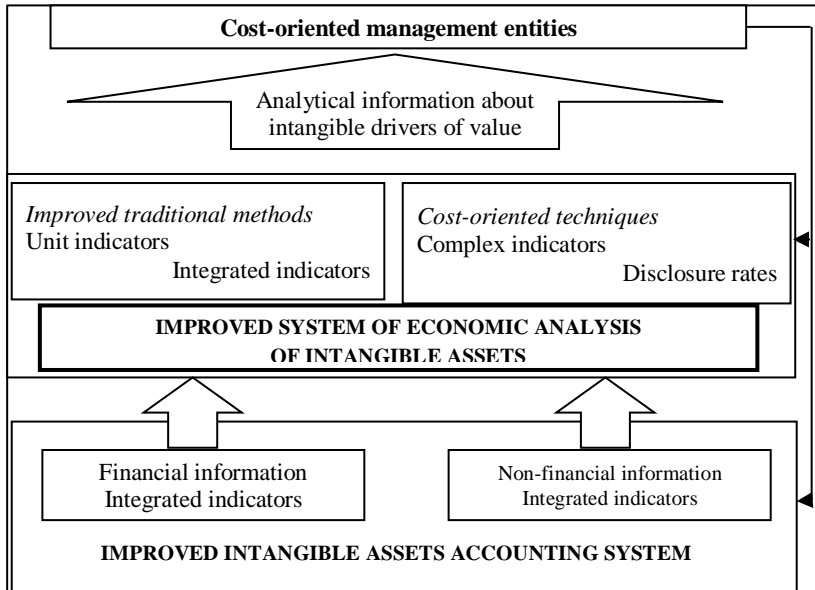 Cost-oriented management entities
Analytical information about
intangible drivers of value
Improved traditional methods
Unit indicators
Integrated indicators
Cost-oriented techniques
Complex indicators
Disclosure rates
IMPROVED SYSTEM OF ECONOMIC ANALYSIS
OF INTANGIBLE ASSETS
Financial information
Integrated indicators
Non-financial information
Integrated indicators
IMPROVED INTANGIBLE ASSETS ACCOUNTING SYSTEM